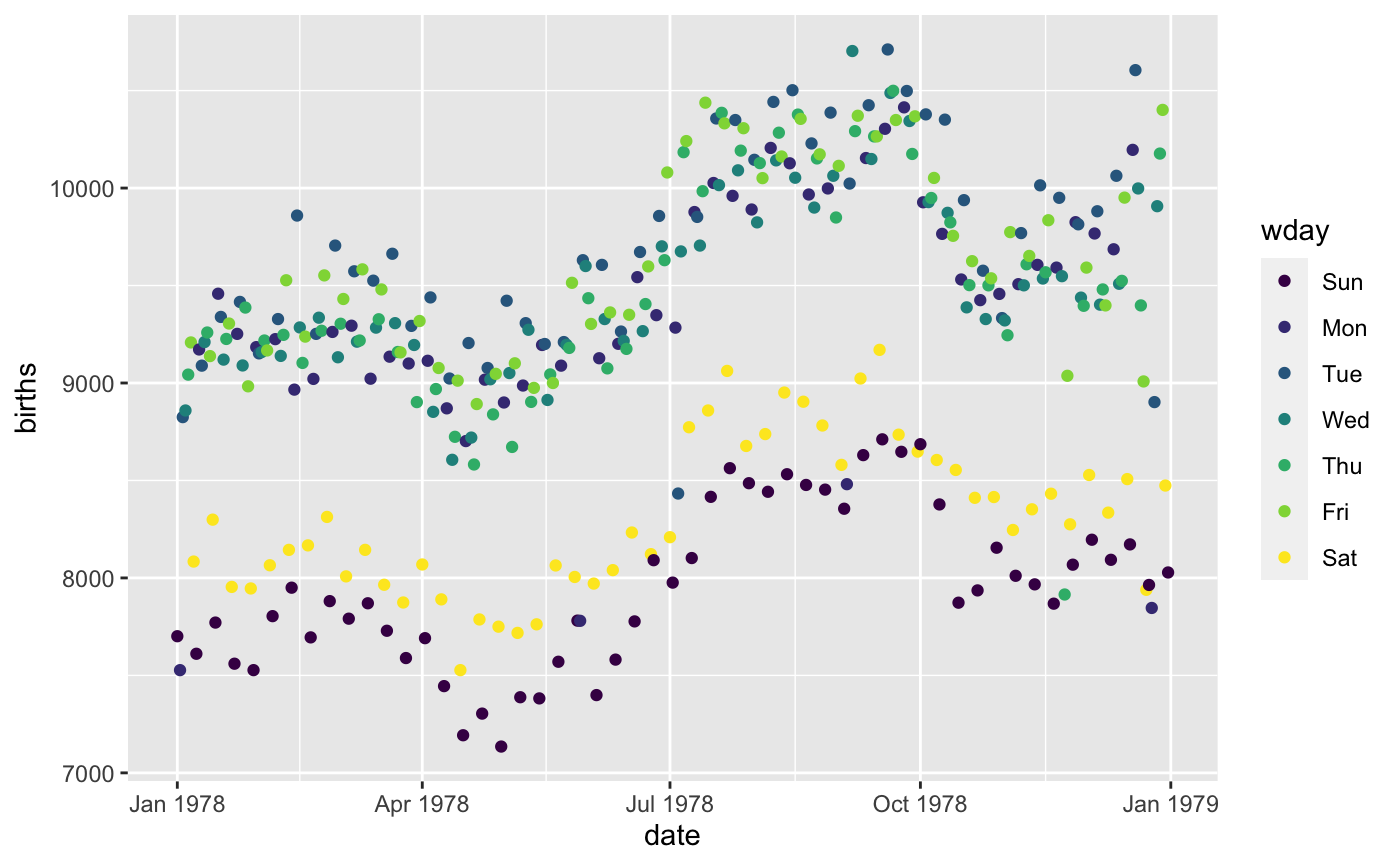 births
10000
9000
8000
7000
Jan 1978 Apr 1978 Jul 1978 Oct 1978 Jan 1979
date
wday
Sun
Mon
Tue
Wed
Thu
Fri
Sat